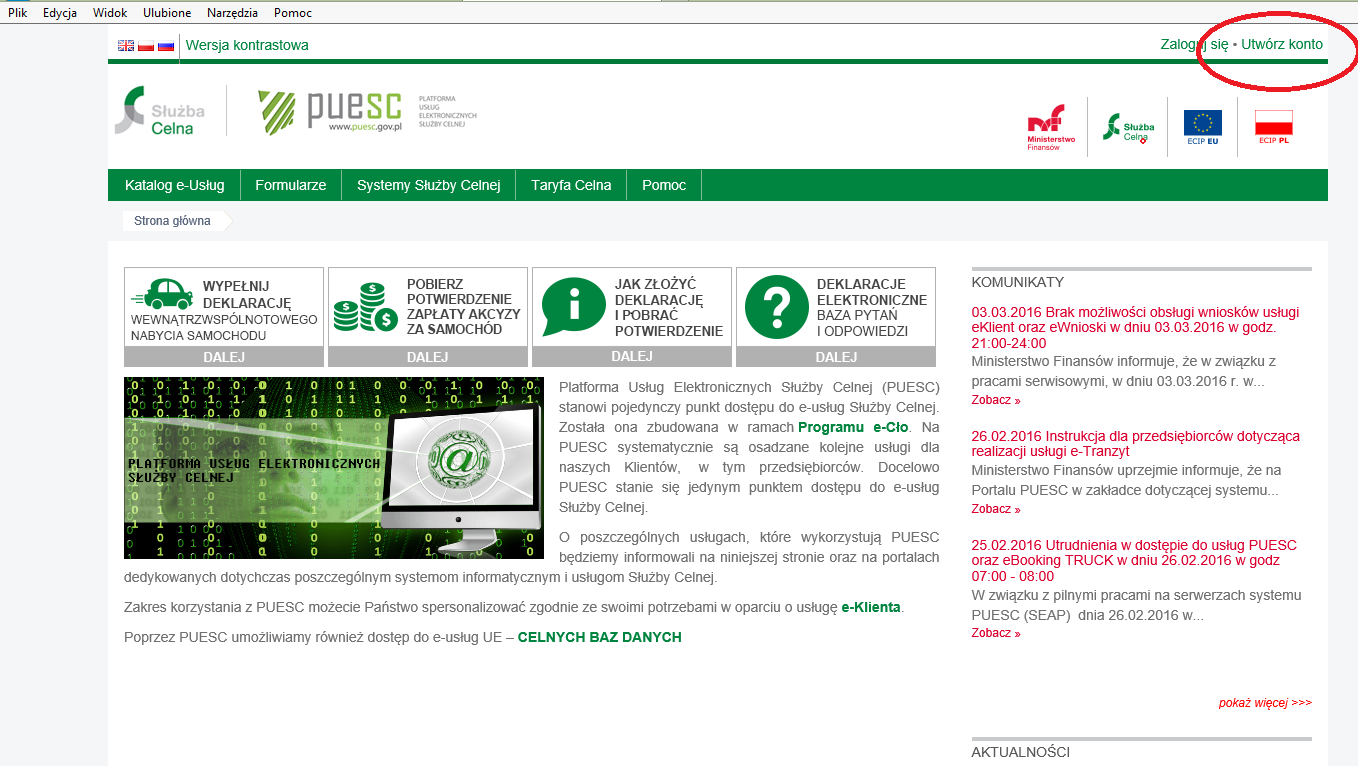 Plik Edycja Widok Ulubione Narzędzia Pomoc
Wersja kontrastowa
Zaloguj się • Utwórz konto
Służba
Celna
puesc
www.puesc.gov.pl
PLATFORMA
USŁUG
ELEKTRONICZNYCH
SŁUŻBY CELNEJ
Ministerstwo
Finansów
Służba
Celna
ECIP EU
ECIP PL
Katalog e-Usług Formularze Systemy Służby Celnej Taryfa Celna Pomoc
Strona główna
WYPEŁNIJ
DEKLARACJĘ
WEWNĄTRZWSPÓLNOTOWEGO
NABYCIA SAMOCHODU
DALEJ
POBIERZ
POTWIERDZENIE
ZAPŁATY AKCYZY
ZA SAMOCHÓD
DALEJ
JAK ZŁOŻYĆ
DEKLARACJĘ
I POBRAĆ
POTWIERDZENIE
DALEJ
DEKLARACJE
ELEKTRONICZNE
BAZA PYTAŃ
I ODPOWIEDZI
DALEJ
PLATFORMA USŁUG ELEKTRONICZNYCH
SŁUŻBY CELNEJ
Platforma Usług Elektronicznych Służby Celnej (PUESC)
stanowi pojedynczy punkt dostępu do e-usług Służby Celnej.
Została ona zbudowana w ramach Programu e-Cło. Na
PUESC systematycznie są osadzane kolejne usługi dla
naszych Klientów, w tym przedsiębiorców. Docelowo
PUESC stanie się jedynym punktem dostępu do e-usług
Służby Celnej.
O poszczególnych usługach, które wykorzystują PUESC
będziemy informowali na niniejszej stronie oraz na portalach
dedykowanych dotychczas poszczególnym systemom informatycznym i usługom Służby Celnej.
Zakres korzystania z PUESC możecie Państwo spersonalizować zgodnie ze swoimi potrzebami w oparciu o usługę e-Klienta.
Poprzez PUESC umożliwiamy również dostęp do e-usług UE – CELNYCH BAZ DANYCH
KOMUNIKATY
03.03.2016 Brak możliwości obsługi wniosków usługi
eKlient oraz eWnioski w dniu 03.03.2016 w godz.
21:00-24:00
Ministerstwo Finansów informuje, że w związku z
pracami serwisowymi, w dniu 03.03.2016 r. w...
Zobacz »
26.02.2016 Instrukcja dla przedsiębiorców dotycząca
realizacji usługi e-Tranzyt
Ministerstwo Finansów uprzejmie informuje, że na
Portalu PUESC w zakładce dotyczącej systemu...
Zobacz »
25.02.2016 Utrudnienia w dostępie do usług PUESC
oraz eBooking TRUCK w dniu 26.02.2016 w godz
07:00 - 08:00
W związku z pilnymi pracami na serwerzach systemu
PUESC (SEAP) dnia 26.02.2016 w...
Zobacz »
pokaż więcej >>>
AKTUALNOŚCI